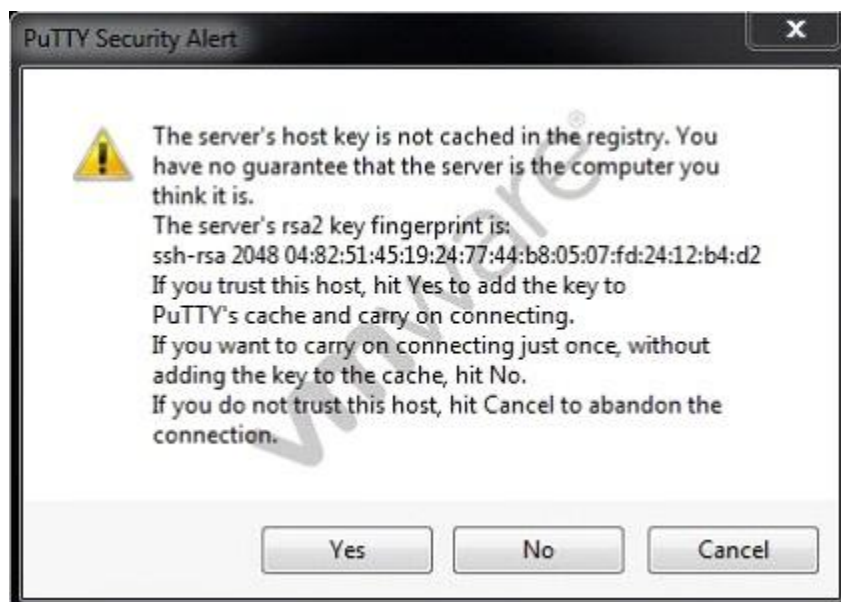 PuTTY Security Alert
The server's host key is not cached in the registry. You
have no guarantee that the server is the computer you
think it is.
The server's rsa2 key fingerprint is:
ssh-rsa 2048 04:82:51:45:19:24:77:44:b8:05:07:fd:24:12:b4:d2
If you trust this host, hit Yes to add the key to
PuTTY's cache and carry on connecting.
If you want to carry on connecting just once, without
adding the key to the cache, hit No.
If you do not trust this host, hit Cancel to abandon the
connection.
vmware®
Yes No Cancel